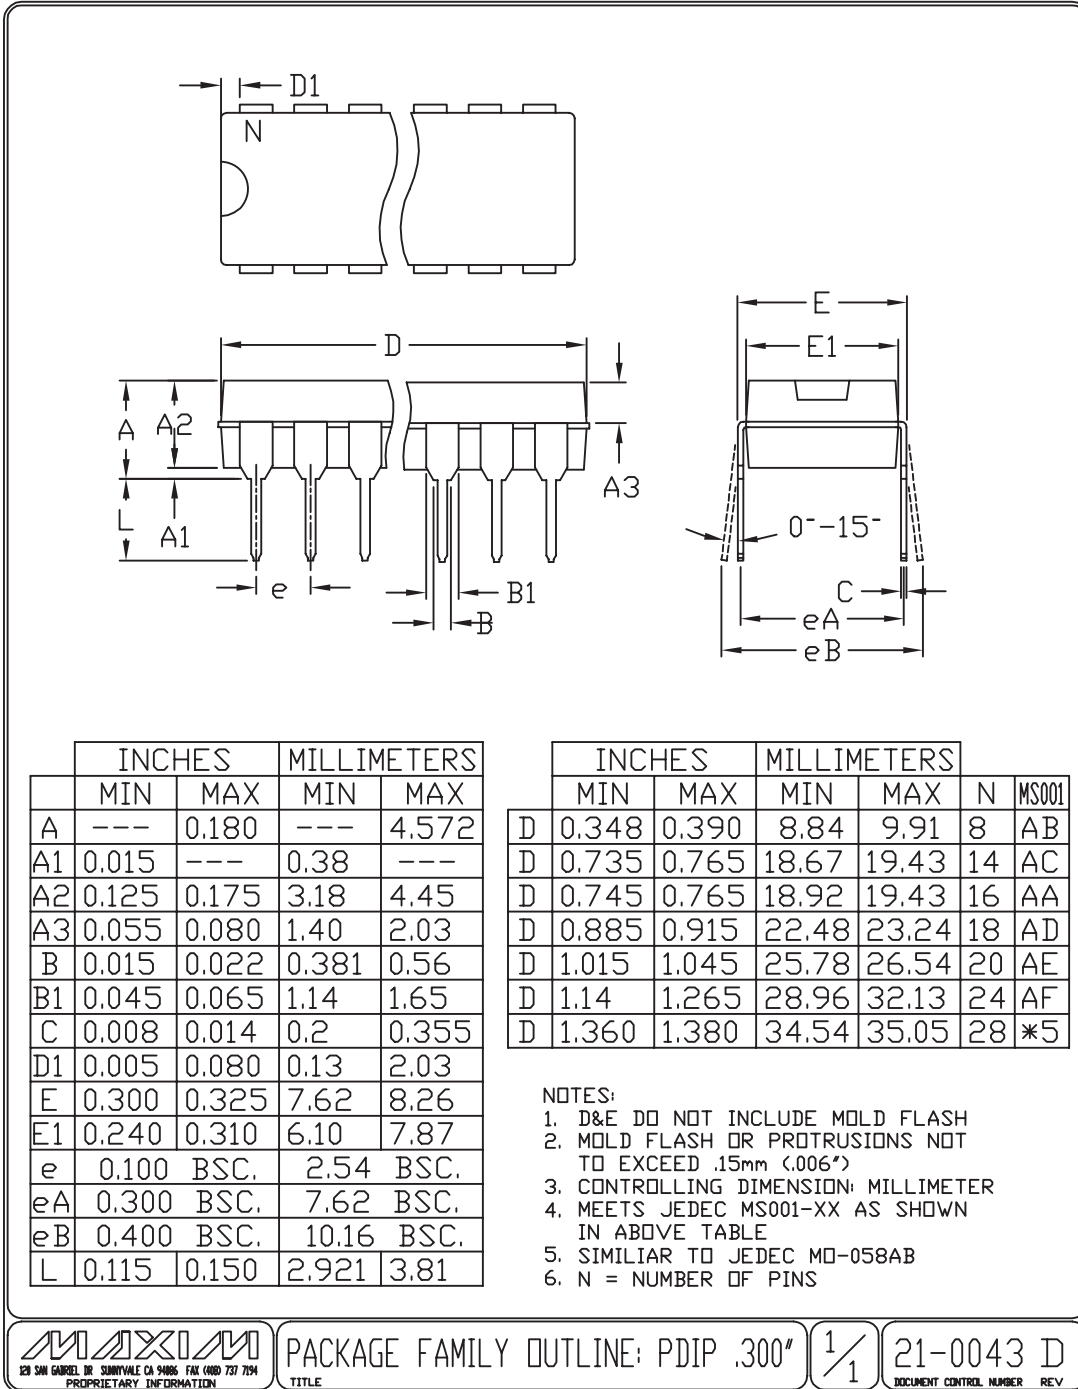 D1
N
D
E
E1
A
A2
A3
L
A1
0°-15°
e
B1
B
C
eA
eB
INCHES MILLIMETERS
MIN MAX MIN MAX
A --- 0.180 --- 4.572
A1 0.015 --- 0.38 ---
A2 0.125 0.175 3.18 4.45
A3 0.055 0.080 1.40 2.03
B 0.015 0.022 0.381 0.56
B1 0.045 0.065 1.14 1.65
C 0.008 0.014 0.2 0.355
D1 0.005 0.080 0.13 2.03
E 0.300 0.325 7.62 8.26
E1 0.240 0.310 6.10 7.87
e 0.100 BSC. 2.54 BSC.
eA 0.300 BSC. 7.62 BSC.
eB 0.400 BSC. 10.16 BSC.
L 0.115 0.150 2.921 3.81
INCHES MILLIMETERS
MIN MAX MIN MAX N MS001
D 0.348 0.390 8.84 9.91 8 AB
D 0.735 0.765 18.67 19.43 14 AC
D 0.745 0.765 18.92 19.43 16 AA
D 0.885 0.915 22.48 23.24 18 AD
D 1.015 1.045 25.78 26.54 20 AE
D 1.14 1.265 28.96 32.13 24 AF
D 1.360 1.380 34.54 35.05 28 *5
NOTES:
1. D&E DO NOT INCLUDE MOLD FLASH
2. MOLD FLASH OR PROTRUSIONS NOT
TO EXCEED .15mm (.006")
3. CONTROLLING DIMENSION: MILLIMETER
4. MEETS JEDEC MS001-XX AS SHOWN
IN ABOVE TABLE
5. SIMILIAR TO JEDEC MO-058AB
6. N = NUMBER OF PINS
MAXIM
120 SAN GABRIEL DR SUNNYVALE CA 94086 FAX (408) 737 7194
PROPRIETARY INFORMATION
PACKAGE FAMILY OUTLINE: PDIP .300"
TITLE
1/1
21-0043 D
DOCUMENT CONTROL NUMBER REV